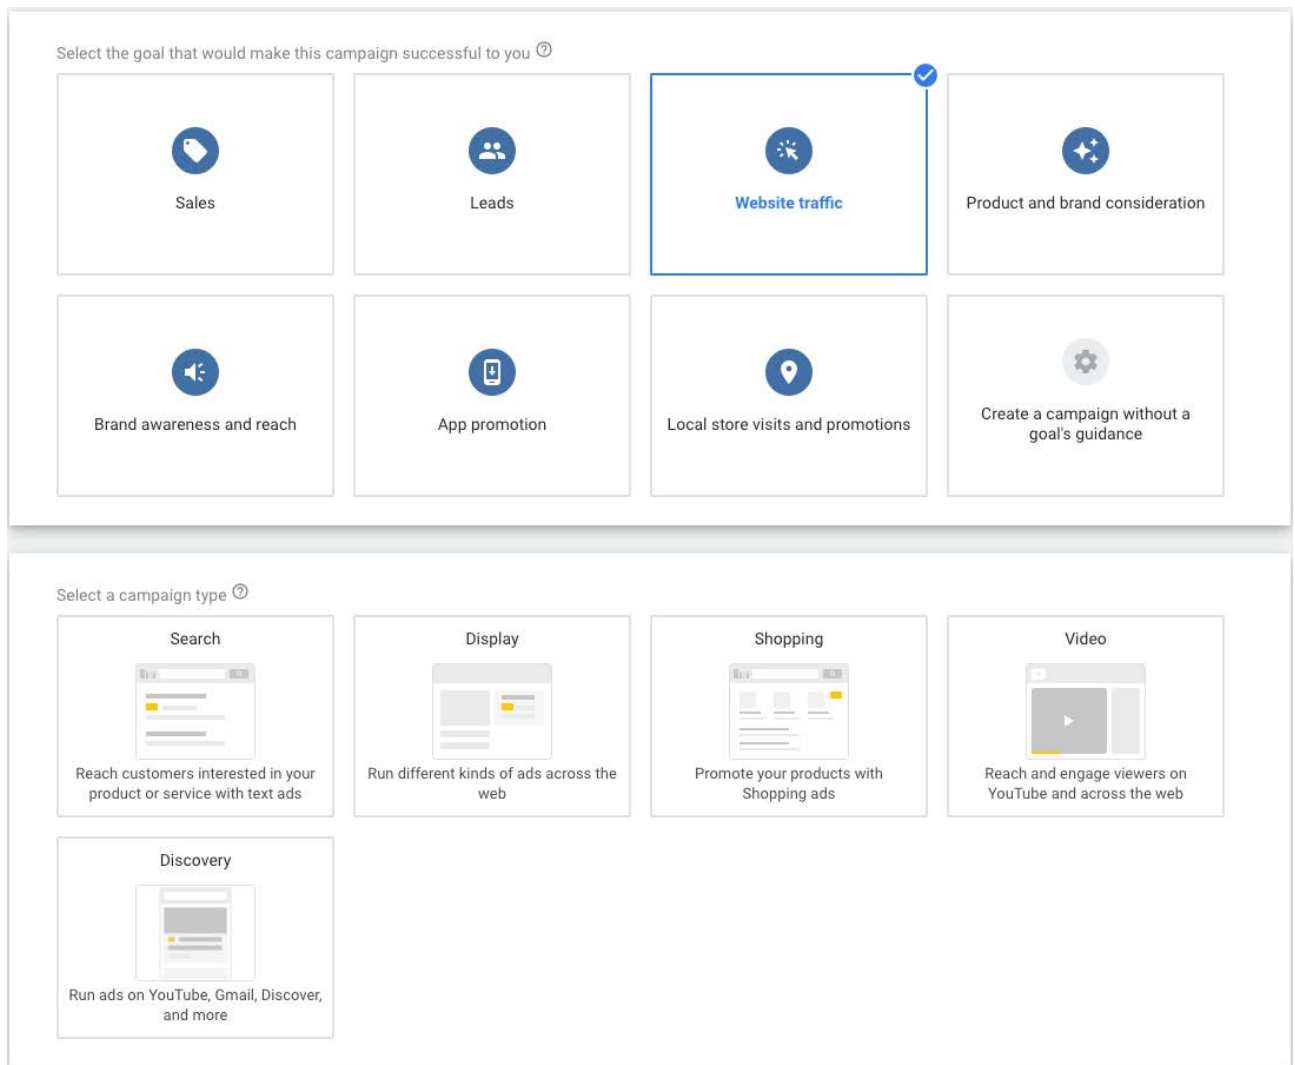 Select the goal that would make this campaign successful to you
Sales
Leads
Website traffic
Product and brand consideration
Brand awareness and reach
App promotion
Local store visits and promotions
Create a campaign without a
goal's guidance
Select a campaign type
Search
Reach customers interested in your
product or service with text ads
Display
Run different kinds of ads across the
web
Shopping
Promote your products with
Shopping ads
Video
Reach and engage viewers on
YouTube and across the web
Discovery
Run ads on YouTube, Gmail, Discover,
and more